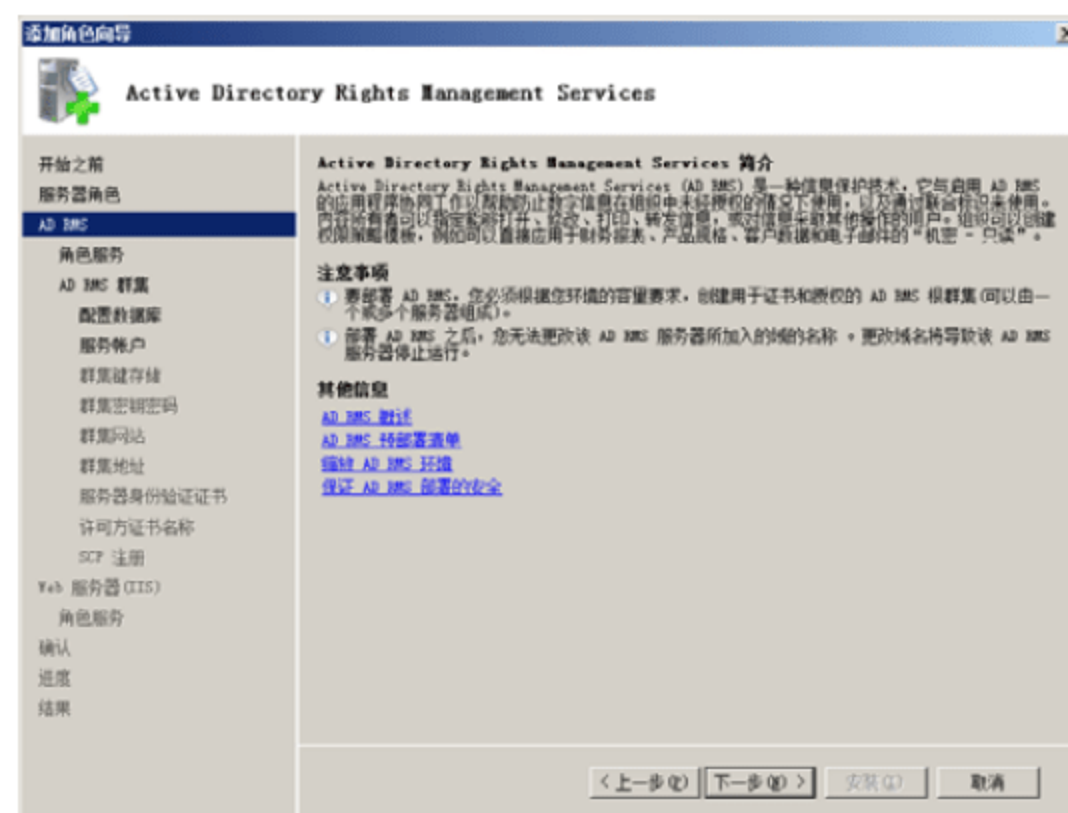 添加角色向导
Active Directory Rights Management Services
开始之前
服务器角色
AD RMS
角色服务
AD RMS 群集
配置数据库
服务帐户
群集键存储
群集密钥密码
群集网站
群集地址
服务器身份验证证书
许可方证书名称
SCP 注册
Web 服务器(IIS)
角色服务
确认
进度
结果
Active Directory Rights Management Services 简介
Active Directory Rights Management Services (AD RMS) 是一种信息保护技术，它与启用 AD RMS
的应用程序协同工作以帮助防止数字信息在组织中未经授权的情况下使用，以及通过联合标识来使用。
内容所有者可以指定能够打开、修改、打印、转发信息，或对信息采取其他操作的用户。组织可以创建
权限策略模板，例如可以直接应用于财务报表、产品规格、客户数据和电子邮件的“机密 - 只读”。
注意事项
要部署 AD RMS，您必须根据您环境的容量要求，创建用于证书和授权的 AD RMS 根群集(可以由一
个或多个服务器组成)。
部署 AD RMS 之后，您无法更改该 AD RMS 服务器所加入的域的名称 。更改域名将导致该 AD RMS
服务器停止运行。
其他信息
AD RMS 概述
AD RMS 预部署清单
缩放 AD RMS 环境
保证 AD RMS 部署的安全
< 上一步(P)
下一步(N) >
安装(I)
取消